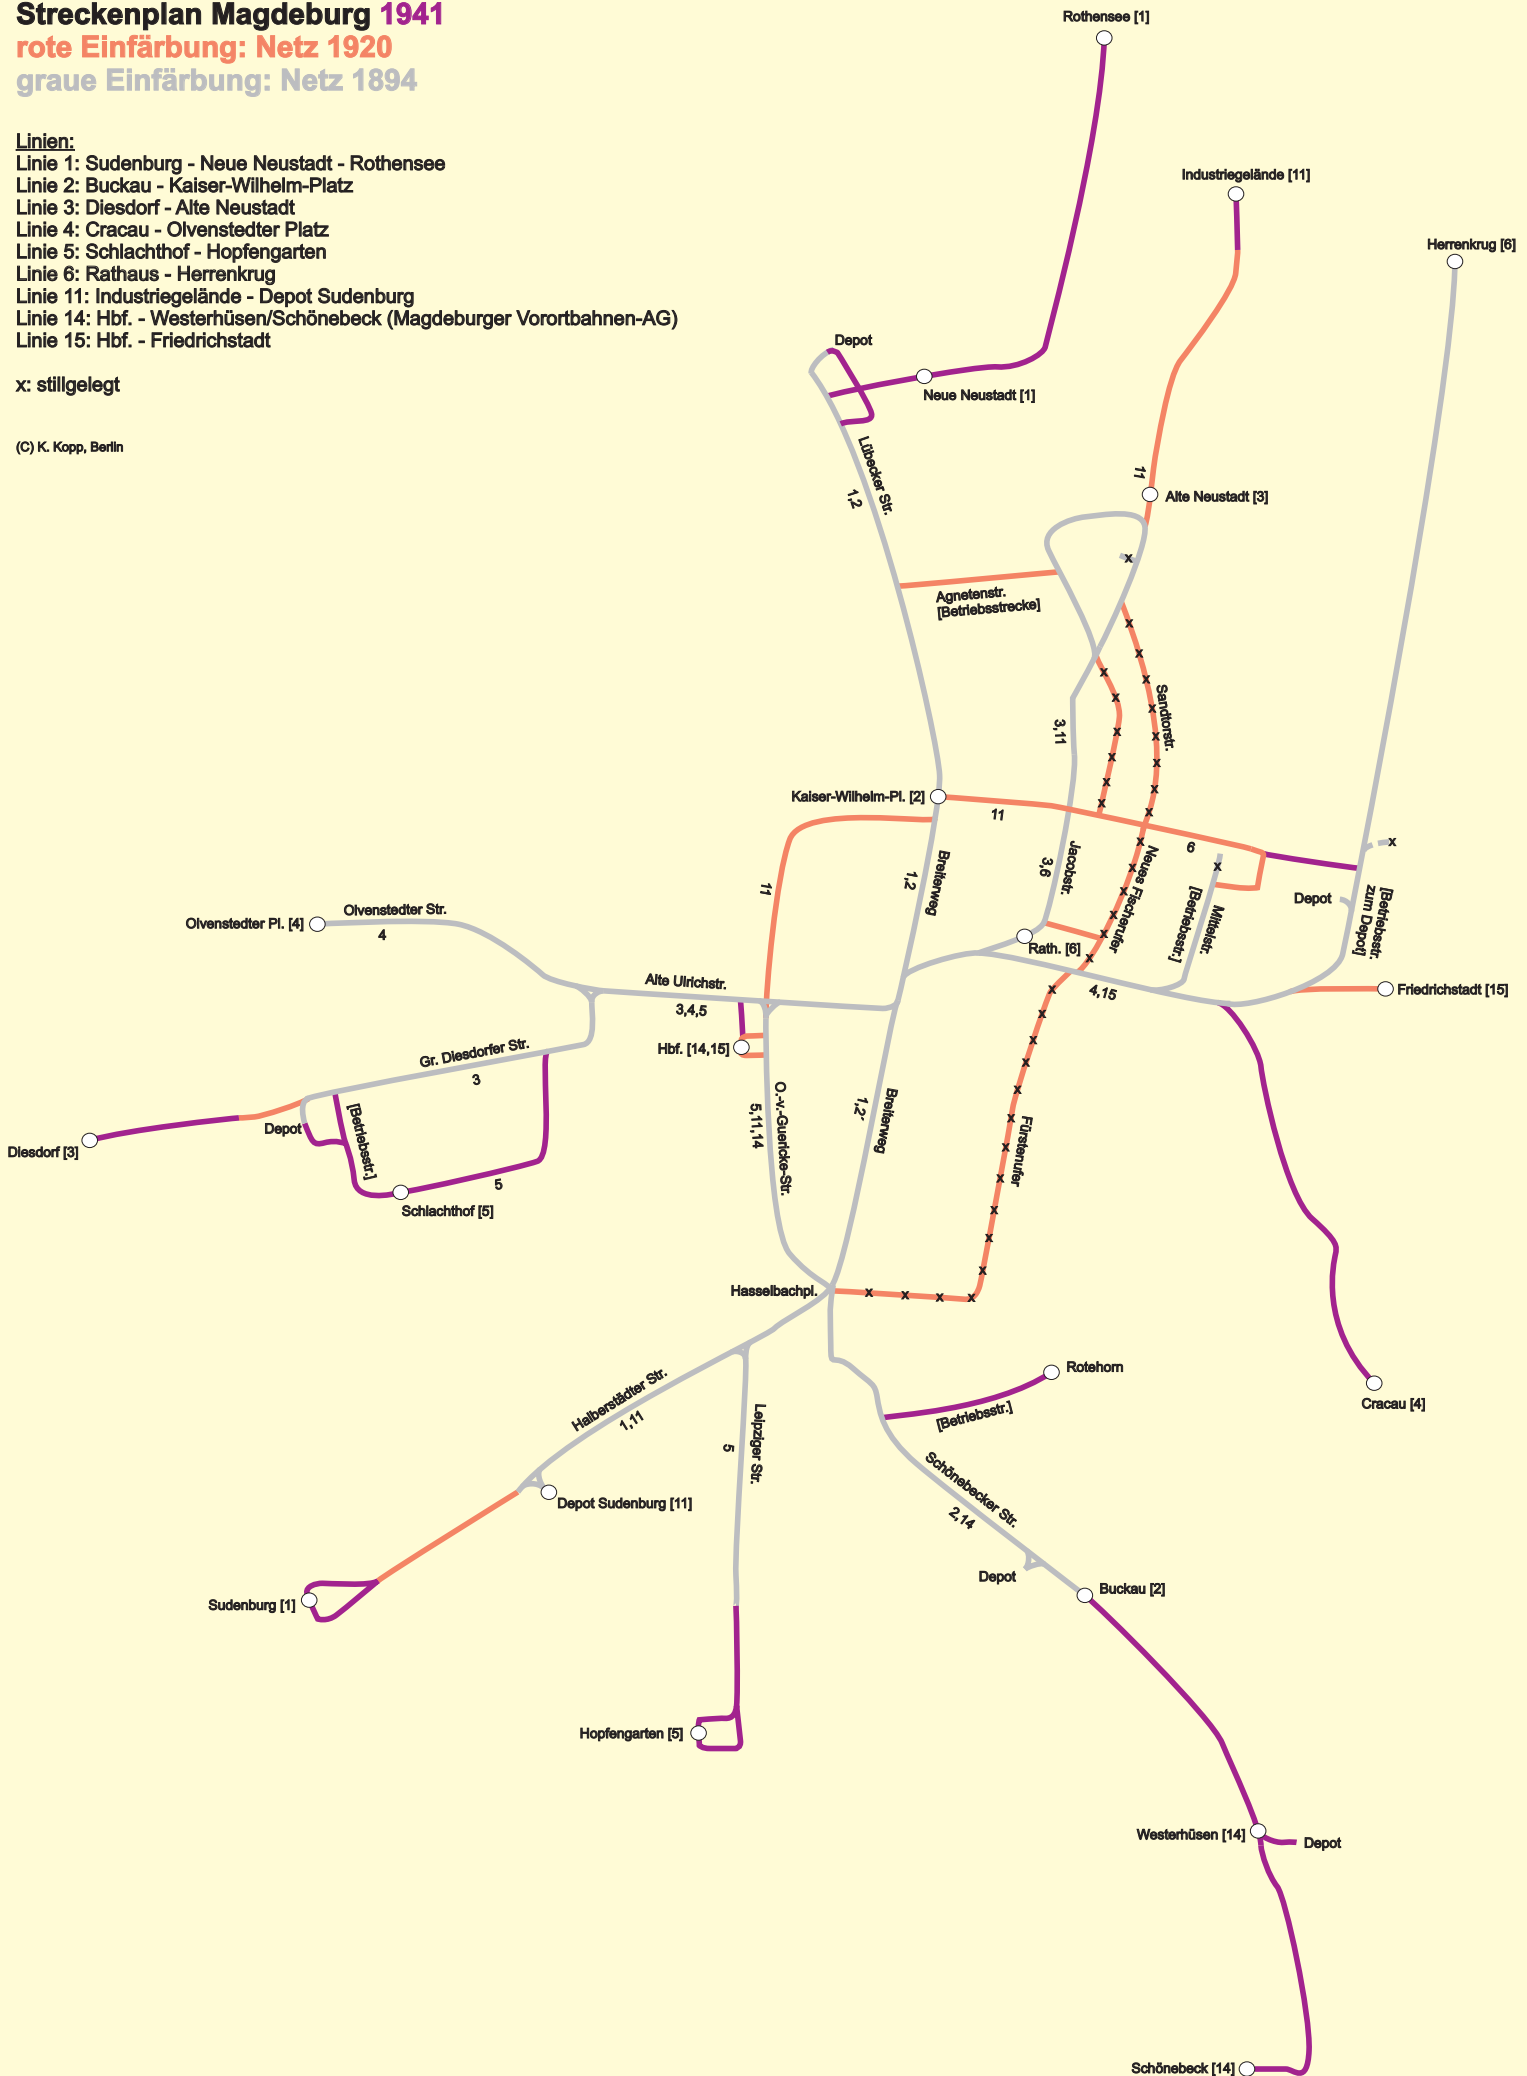 Streckenplan Magdeburg 1941
rote Einfärbung: Netz 1920
graue Einfärbung: Netz 1894
Linien:
Linie 1: Sudenburg - Neue Neustadt - Rothensee
Linie 2: Buckau - Kaiser-Wilhelm-Platz
Linie 3: Diesdorf - Alte Neustadt
Linie 4: Cracau - Olvenstedter Platz
Linie 5: Schlachthof - Hopfengarten
Linie 6: Rathaus - Herrenkrug
Linie 11: Industriegelände - Depot Sudenburg
Linie 14: Hbf. - Westerhüsen/Schönebeck (Magdeburger Vorortbahnen-AG)
Linie 15: Hbf. - Friedrichstadt
x: stillgelegt
(C) K. Kopp, Berlin
Rothensee [1]
Industriegelände [11]
Herrenkrug [6]
Depot
Neue Neustadt [1]
Lübecker Str.
1,2
11
Alte Neustadt [3]
x
Agnetenstr.
[Betriebsstrecke]
x
x
x
x
x
x
x
x
x
x
x
x
x
x
Sandtorstr.
3,11
Kaiser-Wilhelm-Pl. [2]
11
6
x
11
1,2
Breiterweg
3,6
Jacobstr.
x
x
x
x
x
x
Neues Fischerufer
x
[Betriebsstr.]
Mittelstr.
Depot
[Betriebsstr.
zum Depot]
Olvenstedter Pl. [4]
Olvenstedter Str.
4
Rath. [6]
Alte Ulrichstr.
3,4,5
4,15
Friedrichstadt [15]
Hbf. [14,15]
Gr. Diesdorfer Str.
3
O.-v.-Guericke-Str.
5,11,14
1,2´
Breiterweg
x
x
x
x
x
x
x
x
x
x
x
Fürstenufer
Depot
[Betriebsstr.]
Diesdorf [3]
5
Schlachthof [5]
Hasselbachpl.
x
x
x
x
Rotehorn
[Betriebsstr.]
Cracau [4]
Halberstädter Str.
1,11
Leipziger Str.
5
Depot Sudenburg [11]
Schönebecker Str.
2,14
Depot
Buckau [2]
Sudenburg [1]
Hopfengarten [5]
Westerhüsen [14]
Depot
Schönebeck [14]